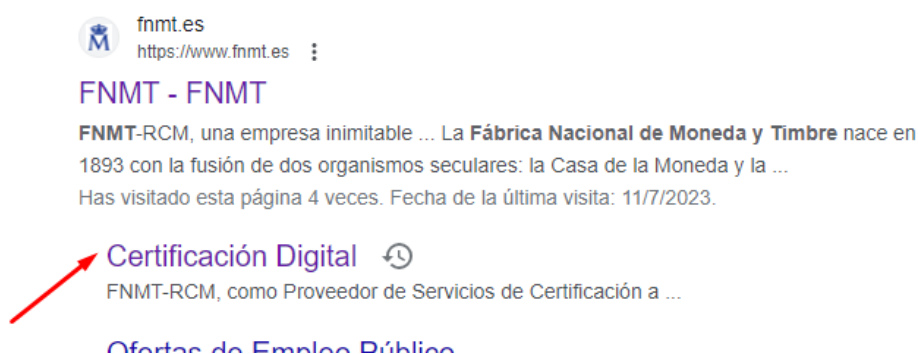 fnmt.es
https://www.fnmt.es
FNMT - FNMT
FNMT-RCM, una empresa inimitable ... La Fábrica Nacional de Moneda y Timbre nace en
1893 con la fusión de dos organismos seculares: la Casa de la Moneda y la ...
Has visitado esta página 4 veces. Fecha de la última visita: 11/7/2023.
Certificación Digital
FNMT-RCM, como Proveedor de Servicios de Certificación a ...
Ofertas de Empleo Público